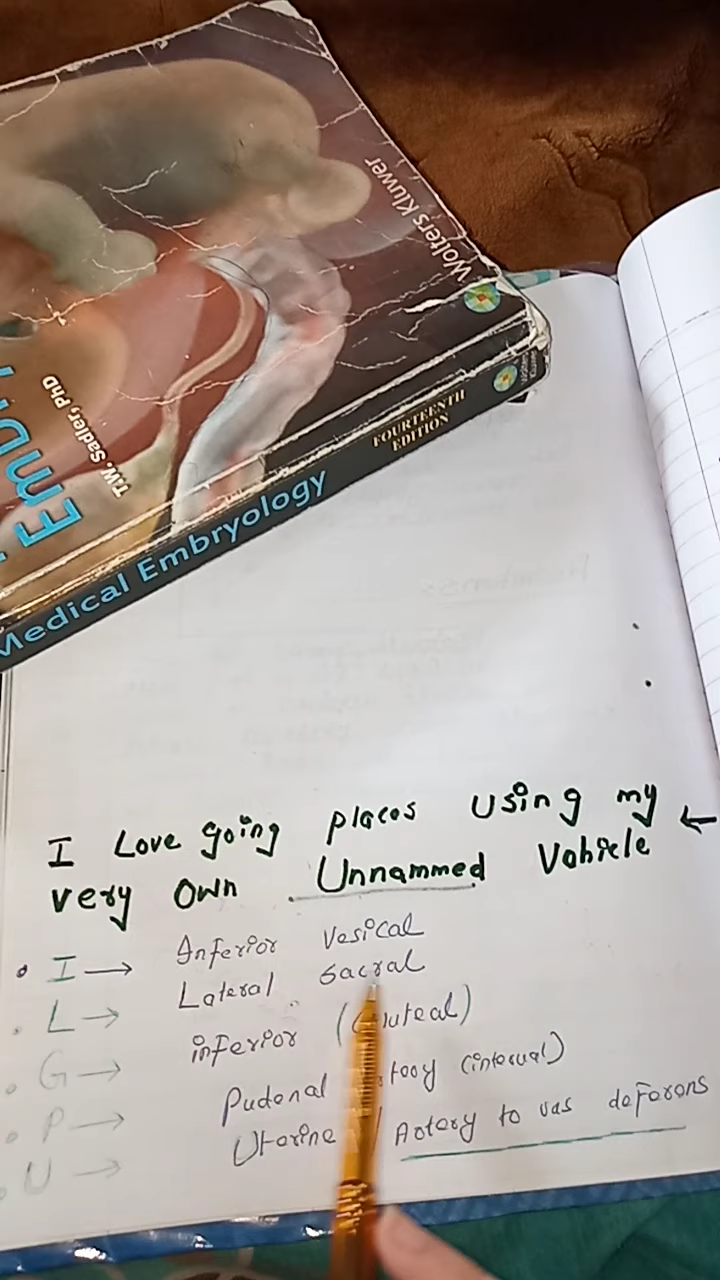 Wolters Kluwer
T.W. Sadler, PhD
FOURTEENTH
EDITION
Medical Embryology
I Love going places using my ←
very own Unnammed Vehicle
I → Inferior Vesical
L → Lateral Sacral
G → inferior (Gluteal)
P → Pudenal (internal)
U → Uterine / Artery to vas deferens